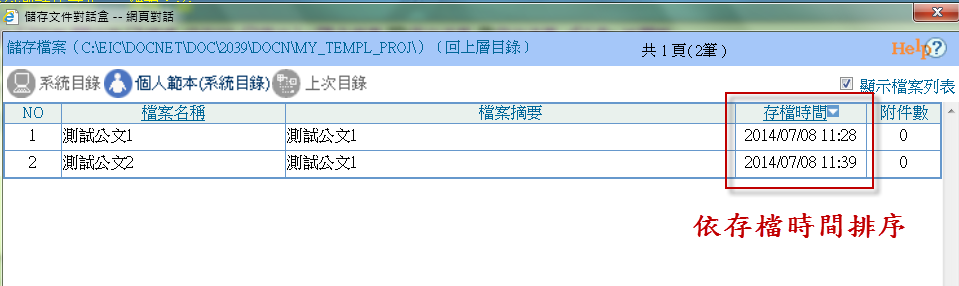 儲存文件對話盒 -- 網頁對話
儲存檔案（C:\EIC\DOCNET\DOC\2039\DOCN\MY_TEMPL_PROJ\）（回上層目錄） 共1頁(2筆) Help?
系統目錄 個人範本(系統目錄) 上次目錄 顯示檔案列表
NO 檔案名稱 檔案摘要 存檔時間 附件數
1 測試公文1 測試公文1 2014/07/08 11:28 0
2 測試公文2 測試公文1 2014/07/08 11:39 0
依存檔時間排序